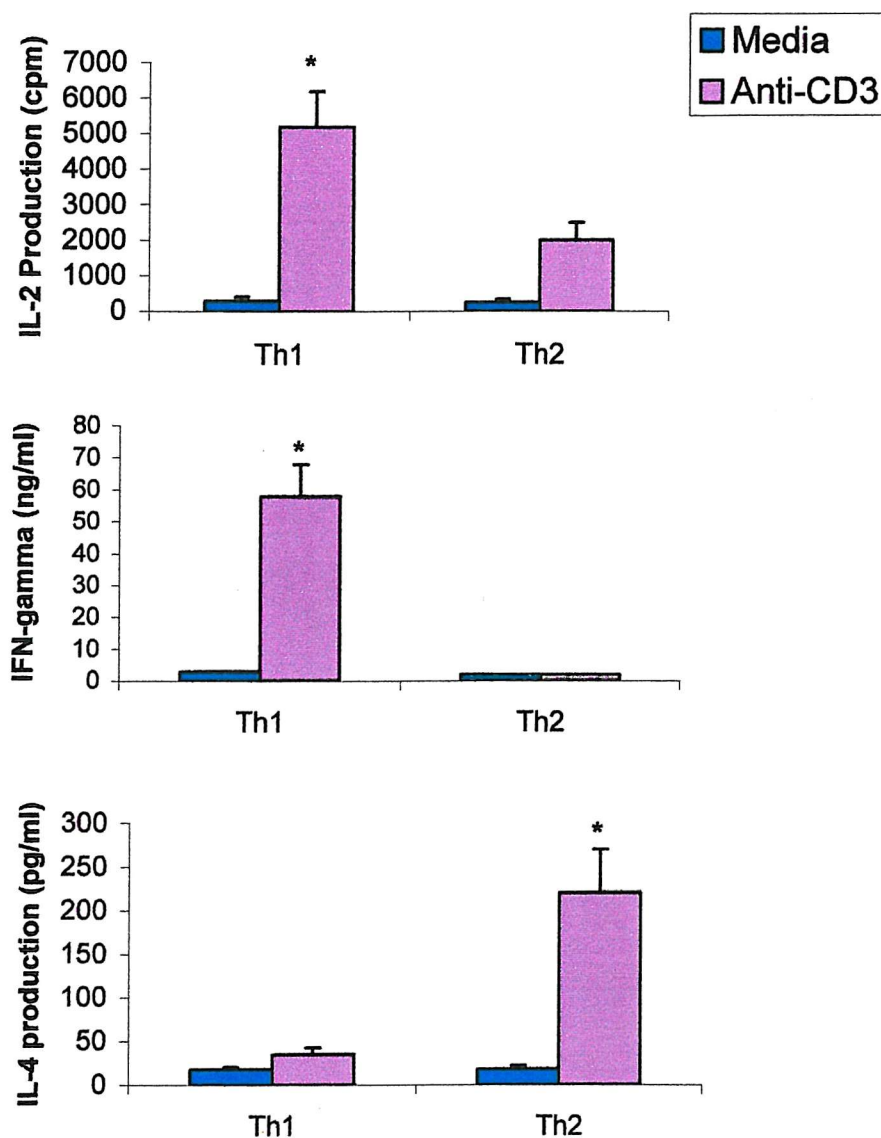 Media
Anti-CD3
IL-2 Production (cpm)
7000
6000
5000
4000
3000
2000
1000
0
*
Th1
Th2
IFN-gamma (ng/ml)
80
70
60
50
40
30
20
10
0
*
Th1
Th2
IL-4 production (pg/ml)
300
250
200
150
100
50
0
*
Th1
Th2